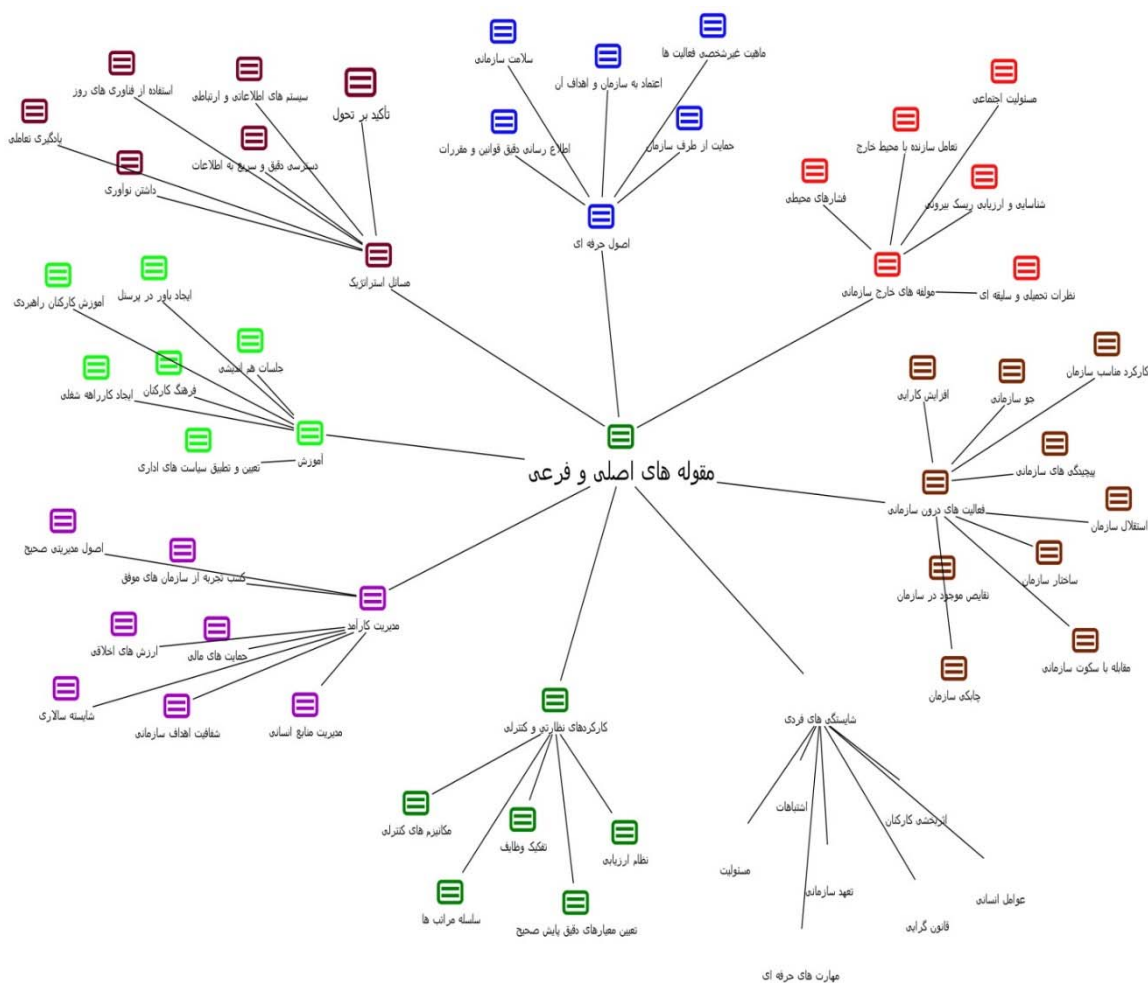 ماهیت غیرشخصی فعالیت ها
سلامت سازمانی
اعتماد به سازمان و اهداف آن
اطلاع رسانی دقیق قوانین و مقررات
حمایت از طرف سازمان
اصول حرفه ای
مسئولیت اجتماعی
تعامل سازنده با محیط خارج
شناسایی و ارزیابی ریسک بیرونی
فشارهای محیطی
نظرات تحمیلی و سلیقه ای
مولفه های خارج سازمانی
استفاده از فناوری های روز
سیستم های اطلاعاتی و ارتباطی
تأکید بر تحول
یادگیری تعاملی
دسترسی دقیق و سریع به اطلاعات
داشتن نوآوری
مسائل استراتژیک
ایجاد باور در پرسنل
آموزش کارکنان راهبردی
جلسات هم اندیشی
فرهنگ کارکنان
ایجاد کارراهه شغلی
تعیین و تطبیق سیاست های اداری
آموزش
مقوله های اصلی و فرعی
کارکرد مناسب سازمان
جو سازمانی
افزایش کارایی
پیچیدگی های سازمانی
فعالیت های درون سازمانی
استقلال سازمان
ساختار سازمان
نقایص موجود در سازمان
مقابله با سکوت سازمانی
چابکی سازمان
اصول مدیریتی صحیح
کسب تجربه از سازمان های موفق
مدیریت کارآمد
ارزش های اخلاقی
حمایت های مالی
شایسته سالاری
شفافیت اهداف سازمانی
مدیریت منابع انسانی
کارکردهای نظارتی و کنترلی
مکانیزم های کنترلی
تفکیک وظایف
نظام ارزیابی
سلسله مراتب ها
تعیین معیارهای دقیق پایش صحیح
شایستگی های فردی
اشتباهات
اثربخشی کارکنان
مسئولیت
تعهد سازمانی
عوامل انسانی
قانون گرایی
مهارت های حرفه ای